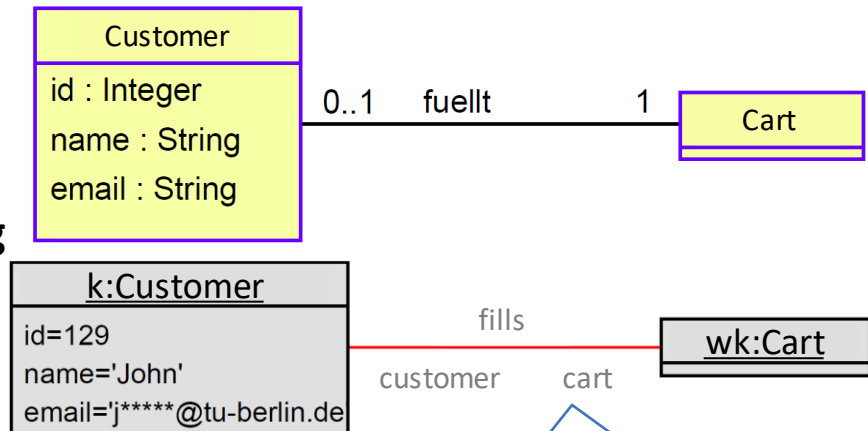 Customer
id : Integer
name : String
email : String
0..1 fuellt 1
Cart
g
k:Customer
id=129
name='John'
email='j*****@tu-berlin.de
fills
customer cart
wk:Cart